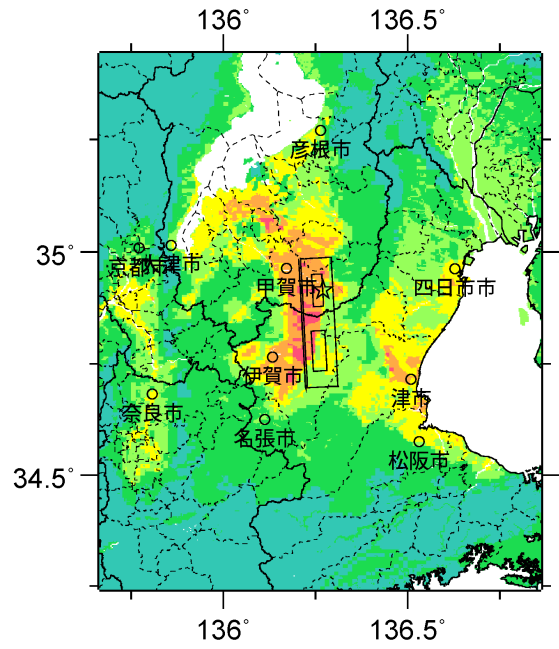 136°
136.5°
彦根市
35°
京都市
大津市
甲賀市
四日市市
伊賀市
津市
奈良市
名張市
松阪市
34.5°
136°
136.5°